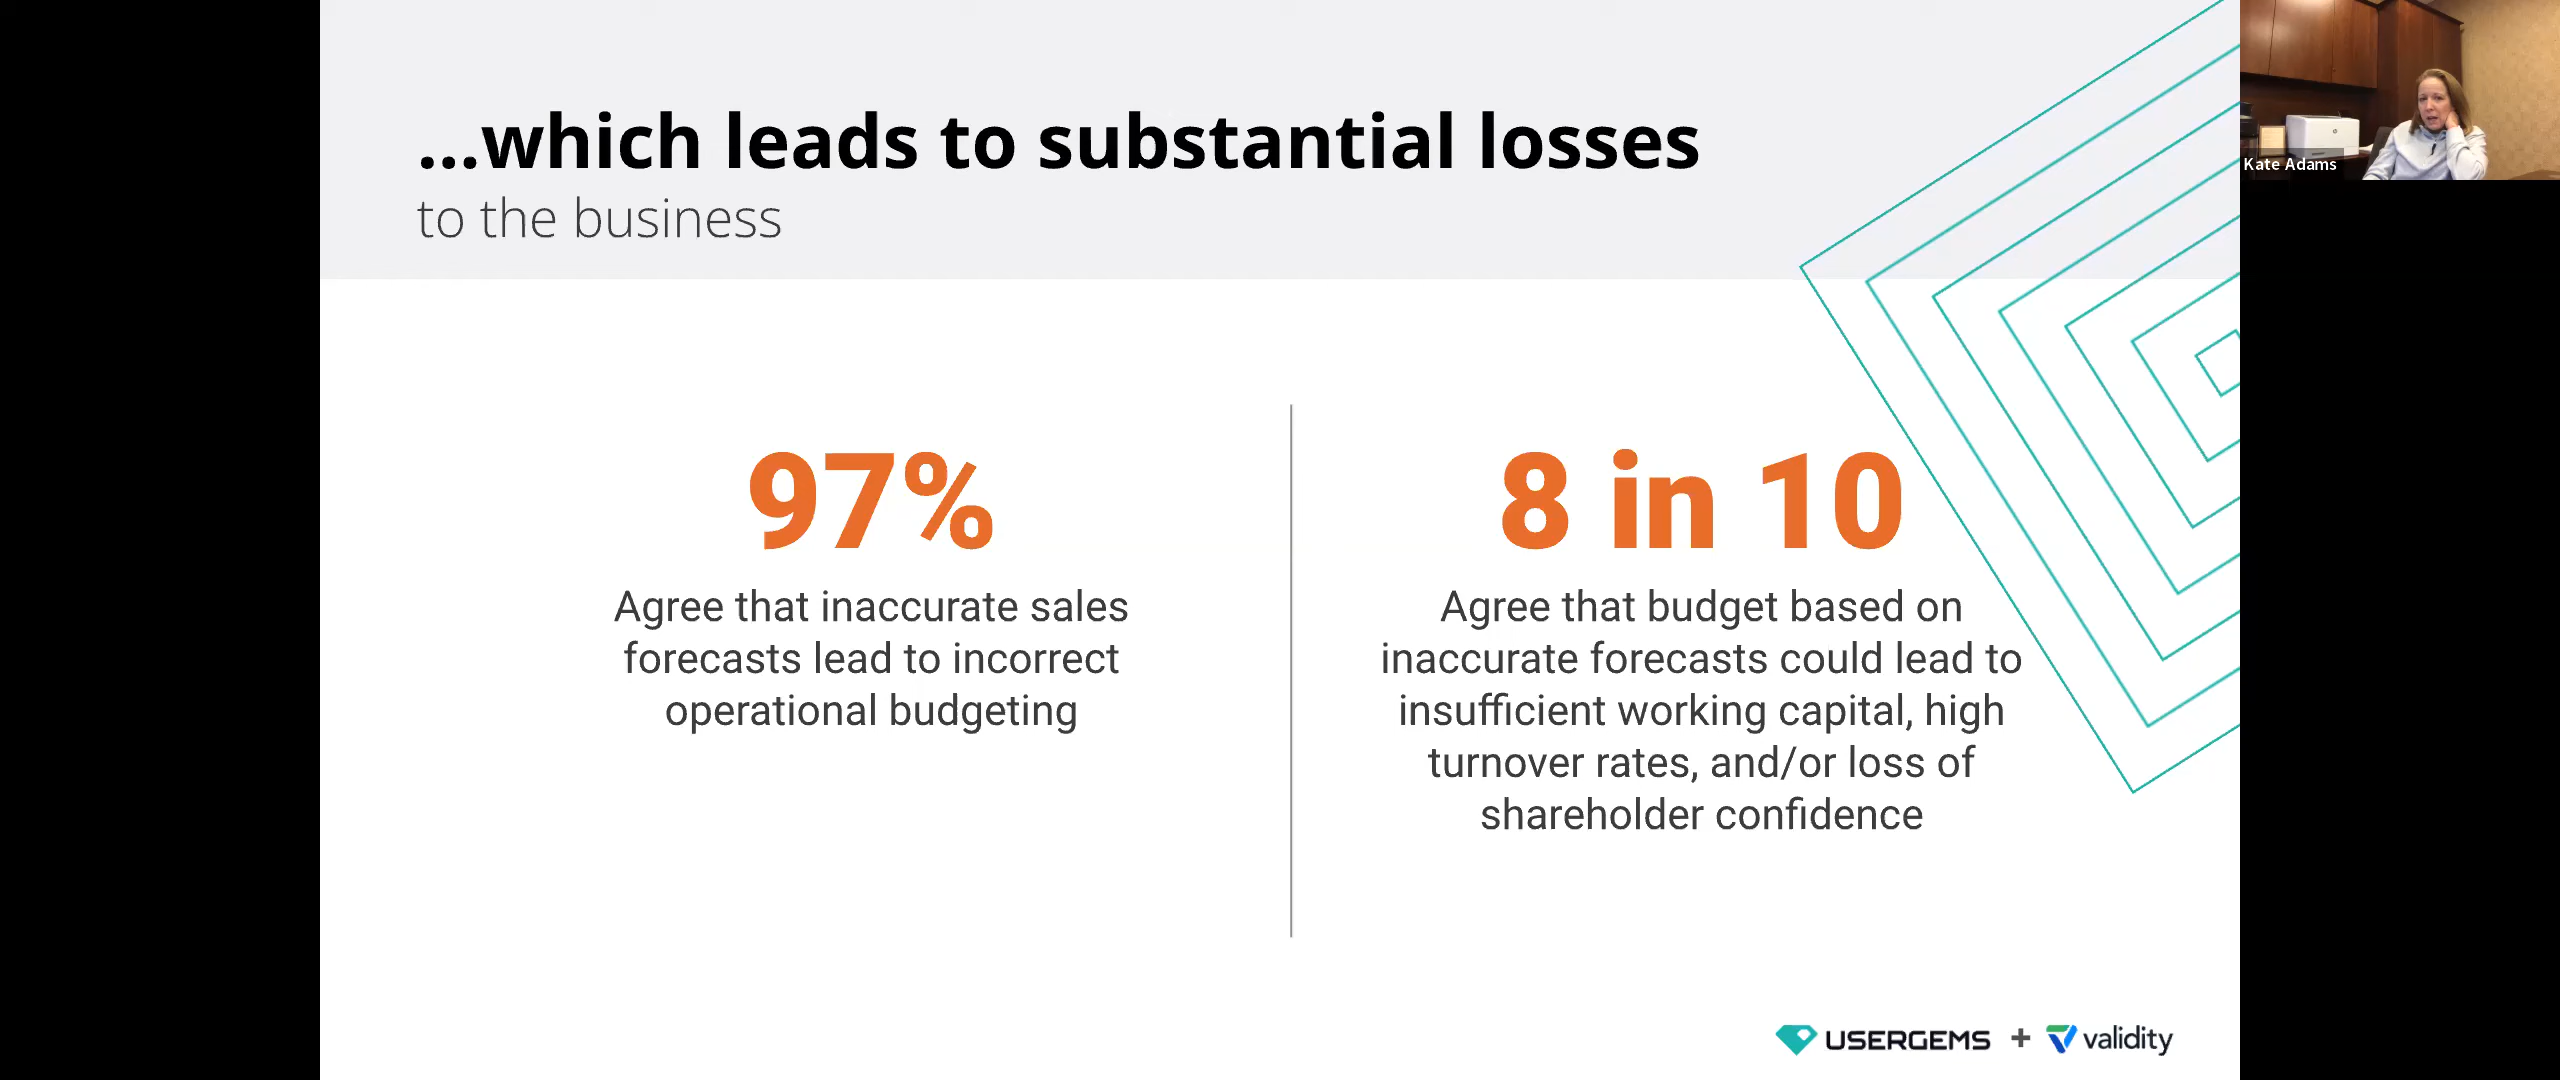 ...which leads to substantial losses
to the business
97%
Agree that inaccurate sales
forecasts lead to incorrect
operational budgeting
8 in 10
Agree that budget based on
inaccurate forecasts could lead to
insufficient working capital, high
turnover rates, and/or loss of
shareholder confidence
USERGEMS + validity
Kate Adams